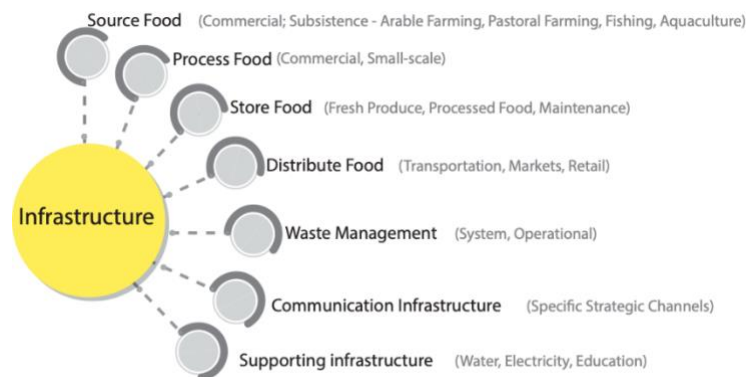 Source Food (Commercial; Subsistence - Arable Farming, Pastoral Farming, Fishing, Aquaculture)
Process Food (Commercial, Small-scale)
Store Food (Fresh Produce, Processed Food, Maintenance)
Distribute Food (Transportation, Markets, Retail)
Infrastructure
Waste Management (System, Operational)
Communication Infrastructure (Specific Strategic Channels)
Supporting infrastructure (Water, Electricity, Education)